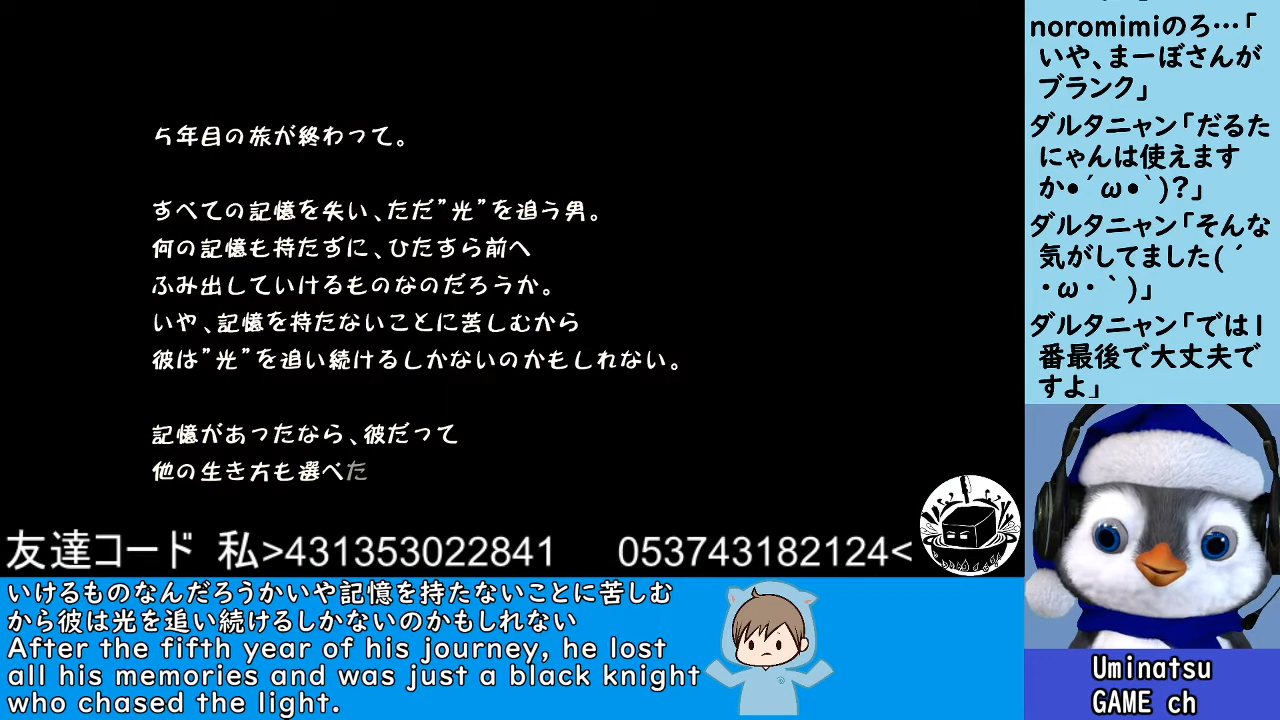 5年目の旅が終わって。
すべての記憶を失い、ただ”光”を追う男。
何の記憶も持たずに、ひたすら前へ
ふみ出していけるものなのだろうか。
いや、記憶を持たないことに苦しむから
彼は”光”を追い続けるしかないのかもしれない。
記憶があったなら、彼だって
他の生き方も選べた
友達コード 私>431353022841 053743182124<
いけるものなんだろうかいや記憶を持たないことに苦しむ
から彼は光を追い続けるしかないのかもしれない
After the fifth year of his journey, he lost
all his memories and was just a black knight
who chased the light.
noromimiのろ…「
いや、まーぼさんが
ブランク」
ダルタニャン「だるた
にゃんは使えます
か•´ω•`)?」
ダルタニャン「そんな
気がしてました(´
・ω・`)」
ダルタニャン「では1
番最後で大丈夫で
すよ」
Uminatsu
GAME ch